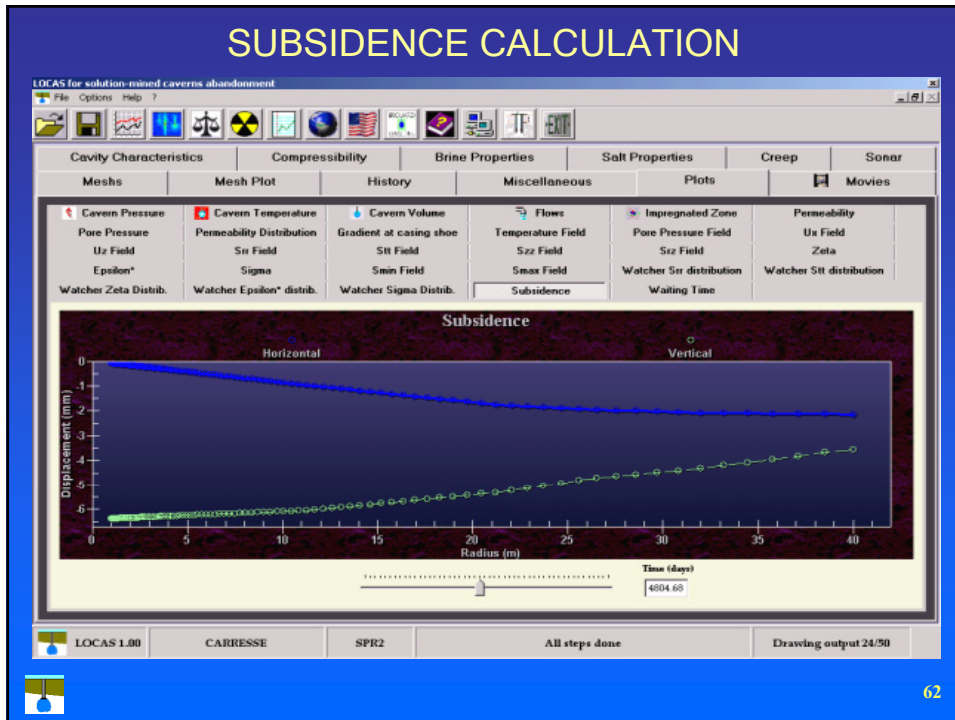 SUBSIDENCE CALCULATION
LOCAS for solution-mined caverns abandonment
File Options Help ?
EXIT
Cavity Characteristics Compressibility Brine Properties Salt Properties Creep Sonar
Meshs Mesh Plot History Miscellaneous Plots Movies
Cavern Pressure Cavern Temperature Cavern Volume Flows Impregnated Zone Permeability
Pore Pressure Permeability Distribution Gradient at casing shoe Temperature Field Pore Pressure Field Ux Field
Uz Field Srr Field Stt Field Szz Field Srz Field Zeta
Epsilon* Sigma Smin Field Smax Field Watcher Srr distribution Watcher Stt distribution
Watcher Zeta Distrib. Watcher Epsilon* distrib. Watcher Sigma Distrib. Subsidence Waiting Time
Subsidence
Horizontal Vertical
0
-1
-2
-3
-4
-5
-6
Displacement (mm)
0 5 10 15 20 25 30 35 40
Radius (m)
Time (days)
4804.68
LOCAS 1.00 CARRESSE SPR2 All steps done Drawing output 24/50
62